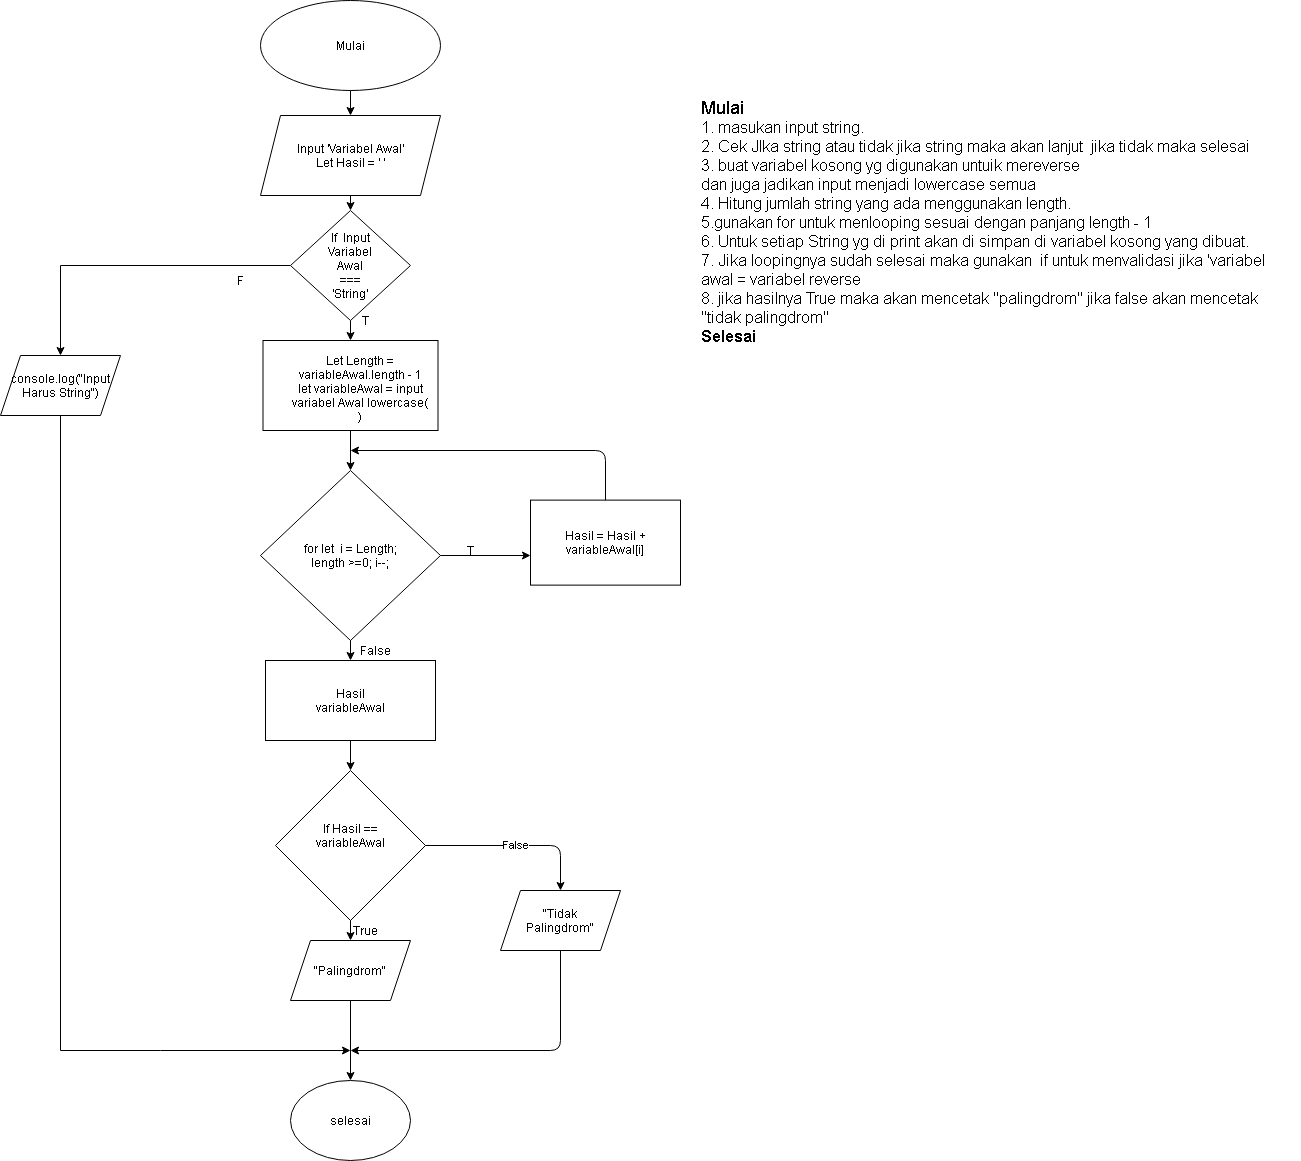 Mulai
Input 'Variabel Awal'
Let Hasil = ' '
If Input
Variabel
Awal
===
'String'
F
T
console.log("Input
Harus String")
Let Length =
variableAwal.length - 1
let variableAwal = input
variabel Awal lowercase(
)
for let i = Length;
length >=0; i--;
T
Hasil = Hasil +
variableAwal[i]
False
Hasil
variableAwal
If Hasil ==
variableAwal
False
"Tidak
Palingdrom"
True
"Palingdrom"
selesai
Mulai
1. masukan input string.
2. Cek JIka string atau tidak jika string maka akan lanjut jika tidak maka selesai
3. buat variabel kosong yg digunakan untuik mereverse
dan juga jadikan input menjadi lowercase semua
4. Hitung jumlah string yang ada menggunakan length.
5.gunakan for untuk menlooping sesuai dengan panjang length - 1
6. Untuk setiap String yg di print akan di simpan di variabel kosong yang dibuat.
7. Jika loopingnya sudah selesai maka gunakan if untuk menvalidasi jika 'variabel
awal = variabel reverse
8. jika hasilnya True maka akan mencetak "palingdrom" jika false akan mencetak
"tidak palingdrom"
Selesai